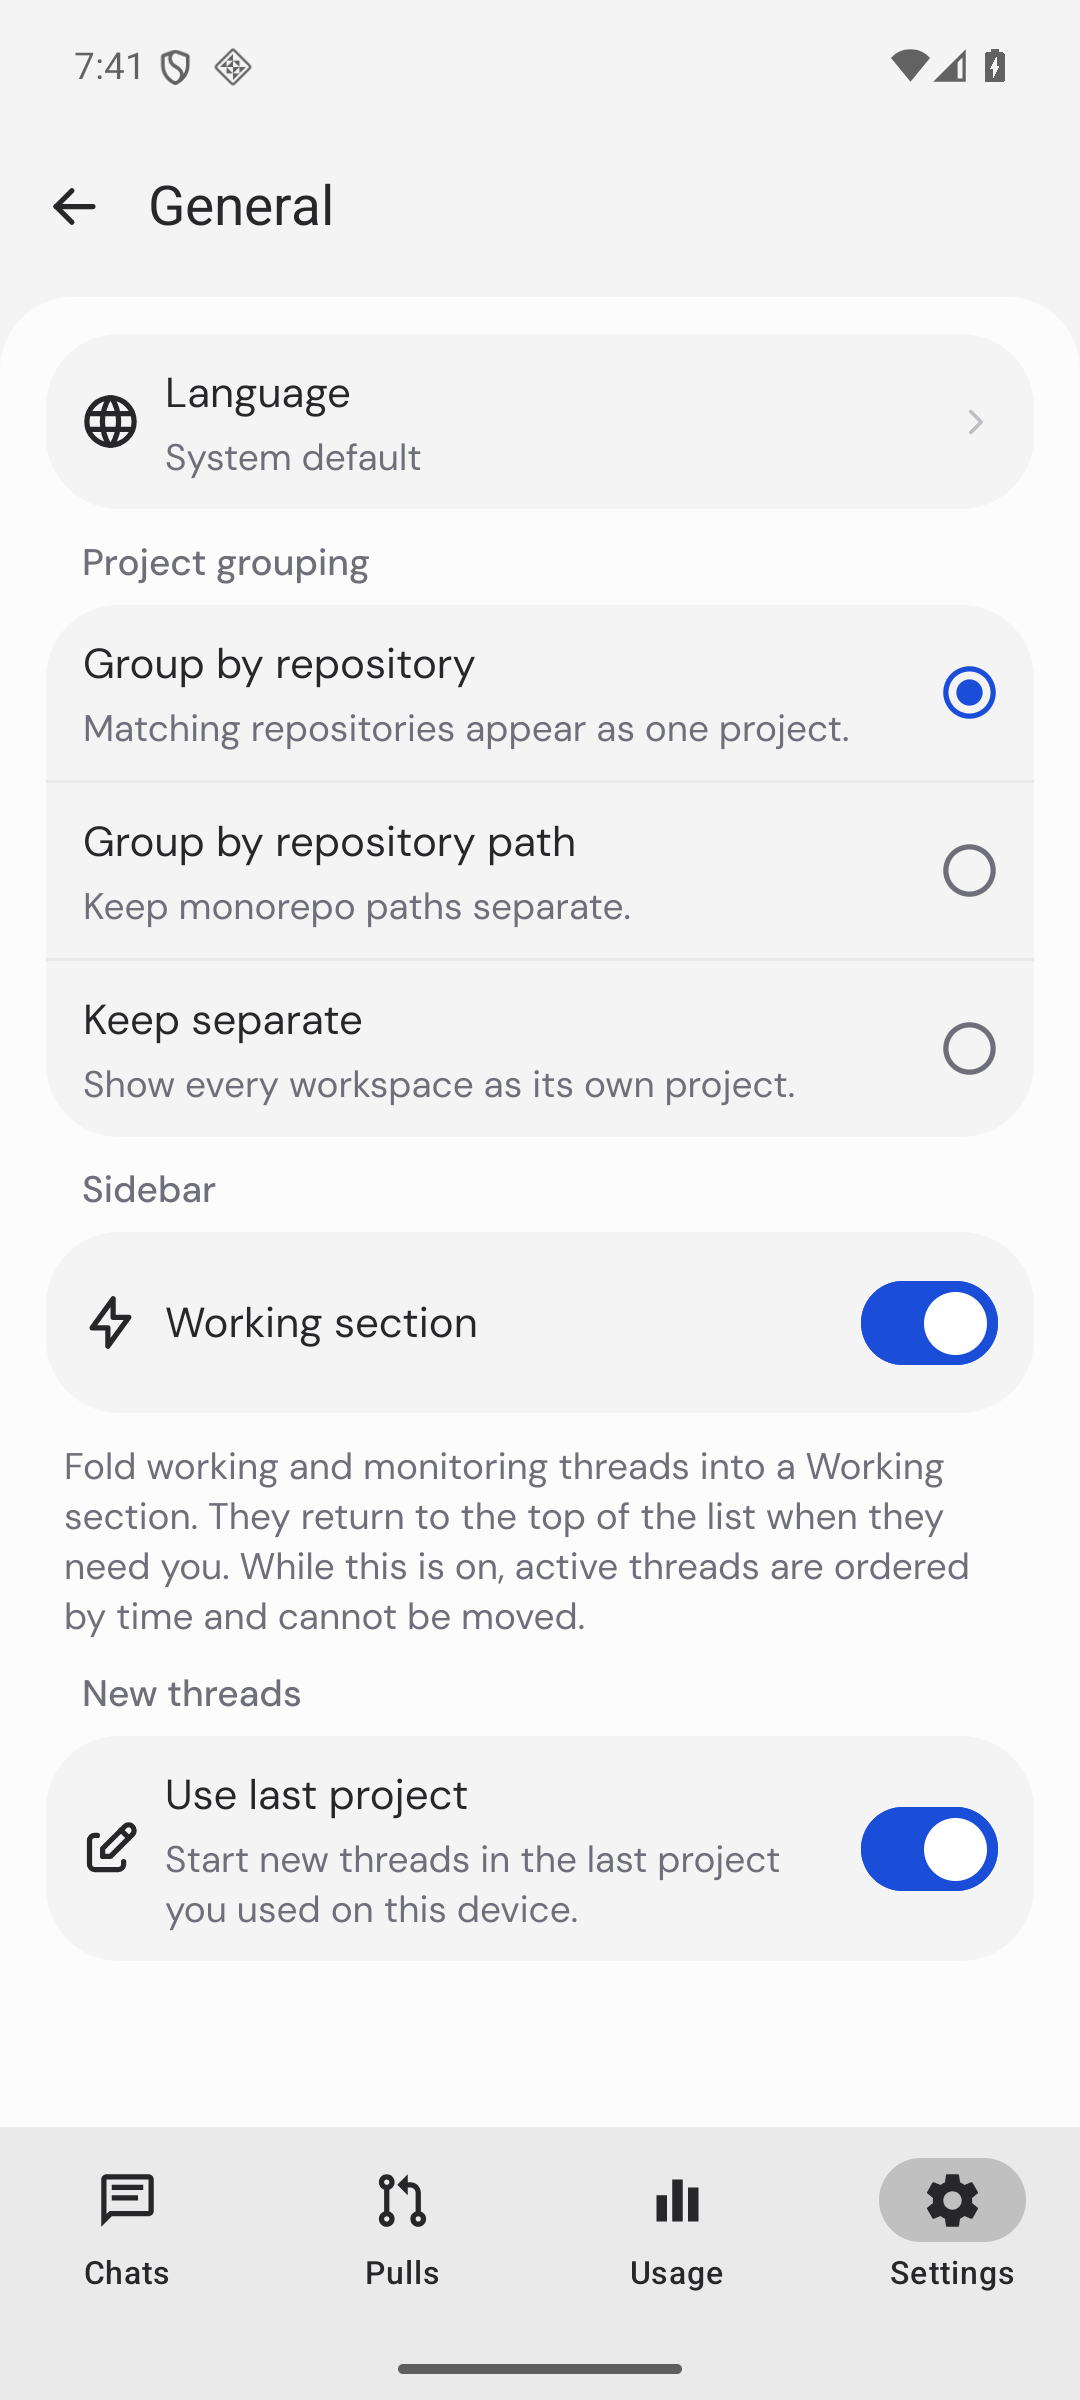 7:41
General
Language
System default
Project grouping
Group by repository
Matching repositories appear as one project.
Group by repository path
Keep monorepo paths separate.
Keep separate
Show every workspace as its own project.
Sidebar
Working section
Fold working and monitoring threads into a Working
section. They return to the top of the list when they
need you. While this is on, active threads are ordered
by time and cannot be moved.
New threads
Use last project
Start new threads in the last project
you used on this device.
Chats
Pulls
Usage
Settings